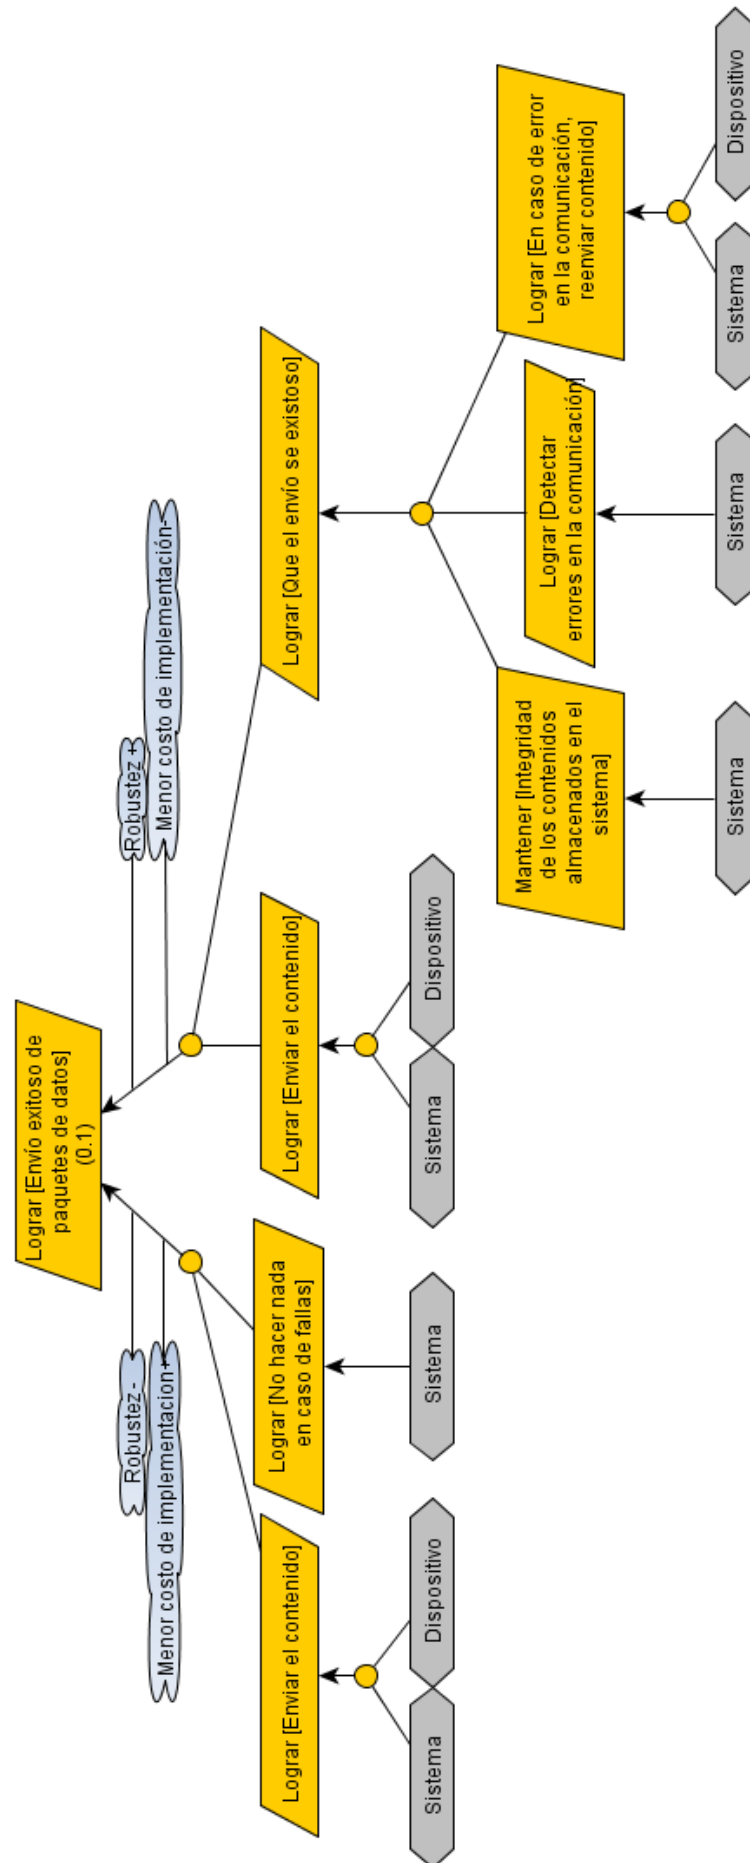 Lograr [Envío exitoso de
paquetes de datos]
(0.1)
Robustez -
Menor costo de implementacion+
Robustez +
Menor costo de implementación-
Lograr [Enviar el contenido]
Lograr [No hacer nada
en caso de fallas]
Lograr [Enviar el contenido]
Lograr [Que el envío se existoso]
Sistema
Dispositivo
Sistema
Sistema
Dispositivo
Mantener [Integridad
de los contenidos
almacenados en el
sistema]
Lograr [Detectar
errores en la comunicación]
Lograr [En caso de error
en la comunicación,
reenviar contenido]
Sistema
Sistema
Sistema
Dispositivo